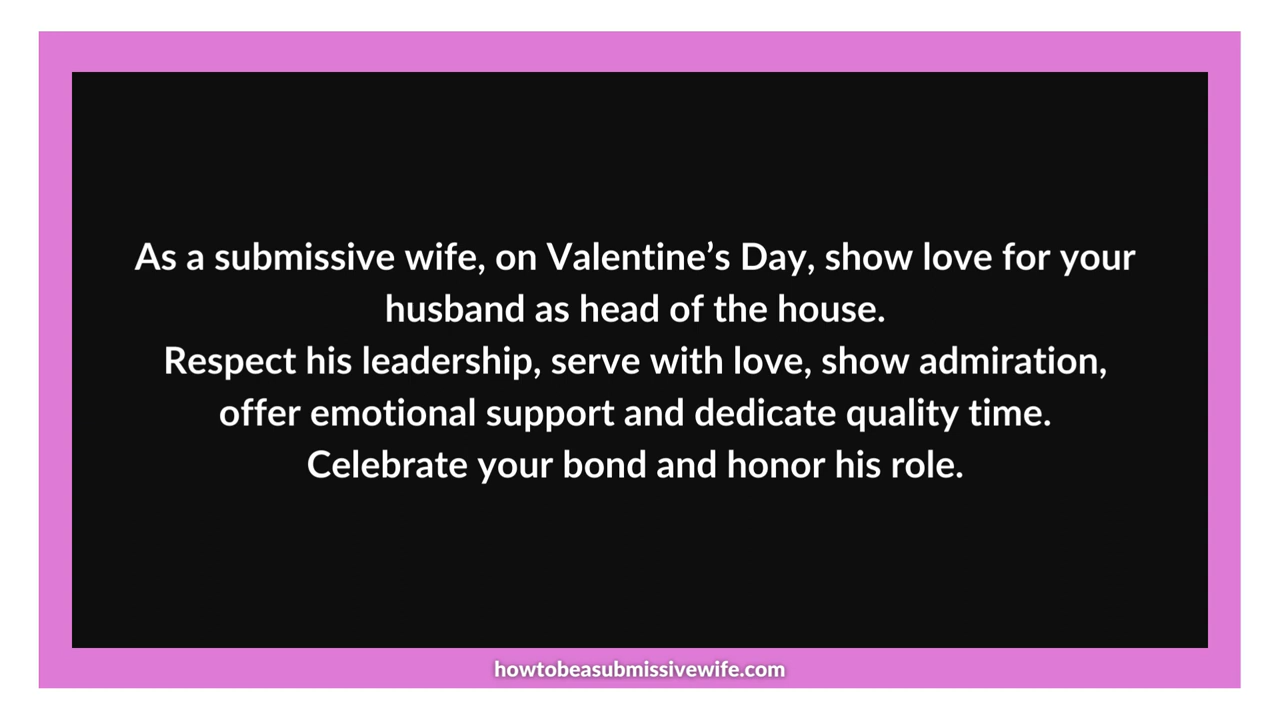 As a submissive wife, on Valentine’s Day, show love for your
husband as head of the house.
Respect his leadership, serve with love, show admiration,
offer emotional support and dedicate quality time.
Celebrate your bond and honor his role.
howtobeasubmissivewife.com